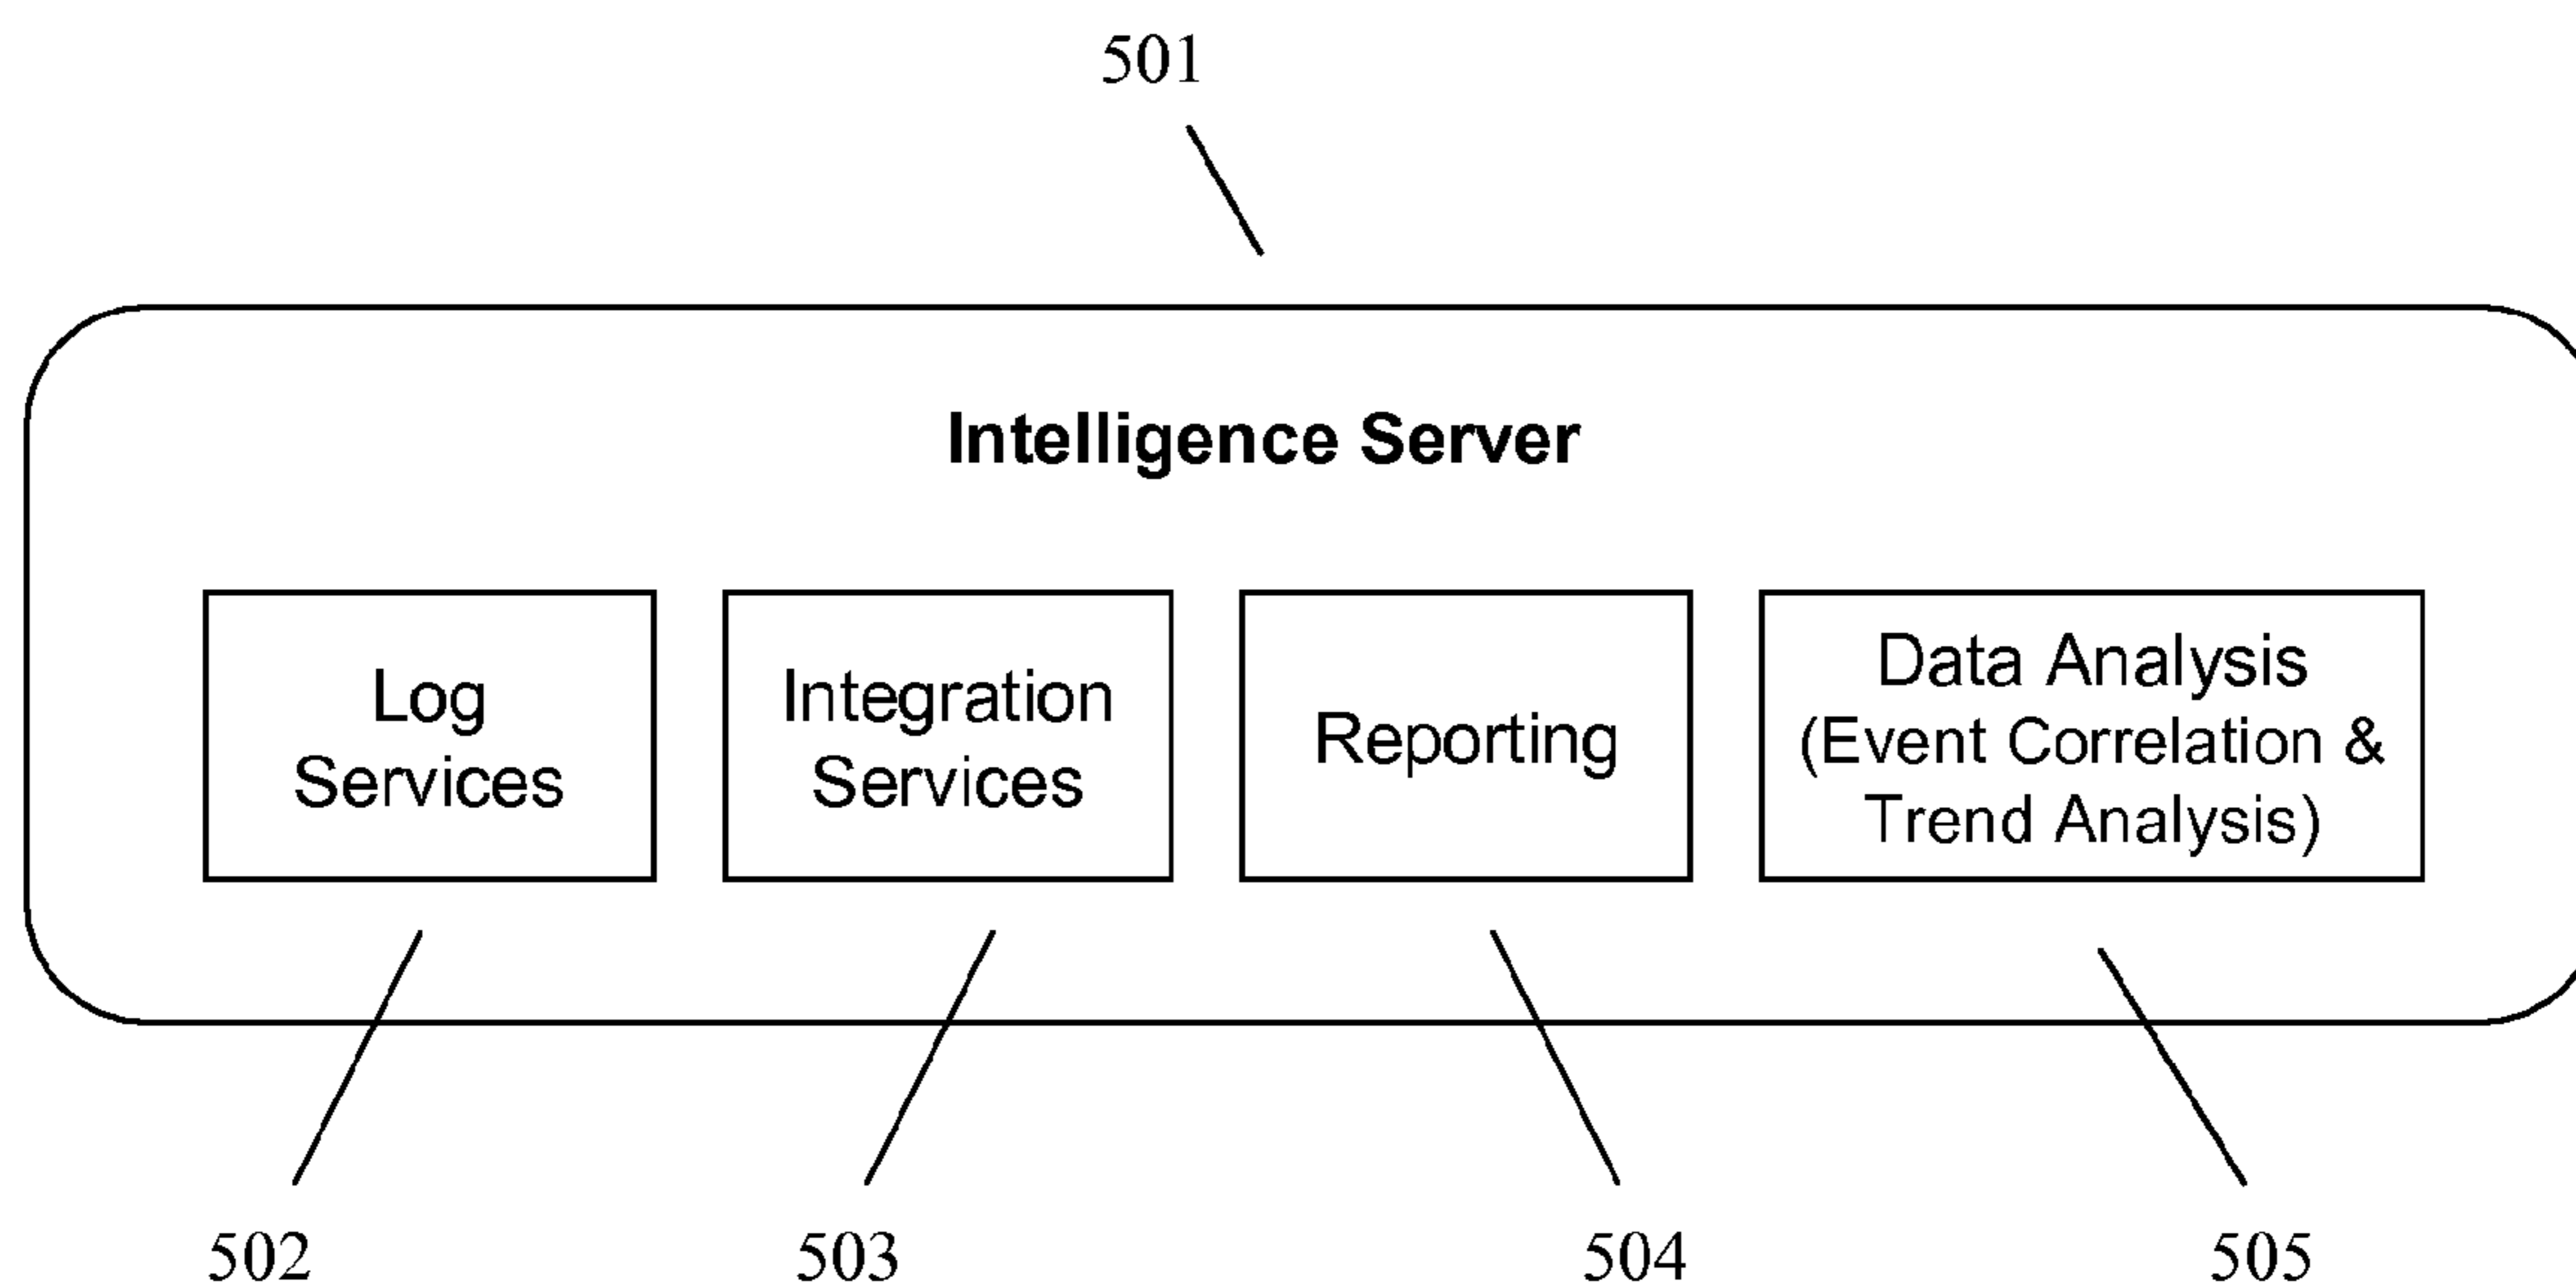 501
Intelligence Server
Log
Services
Integration
Services
Reporting
Data Analysis
(Event Correlation &
Trend Analysis)
502
503
504
505